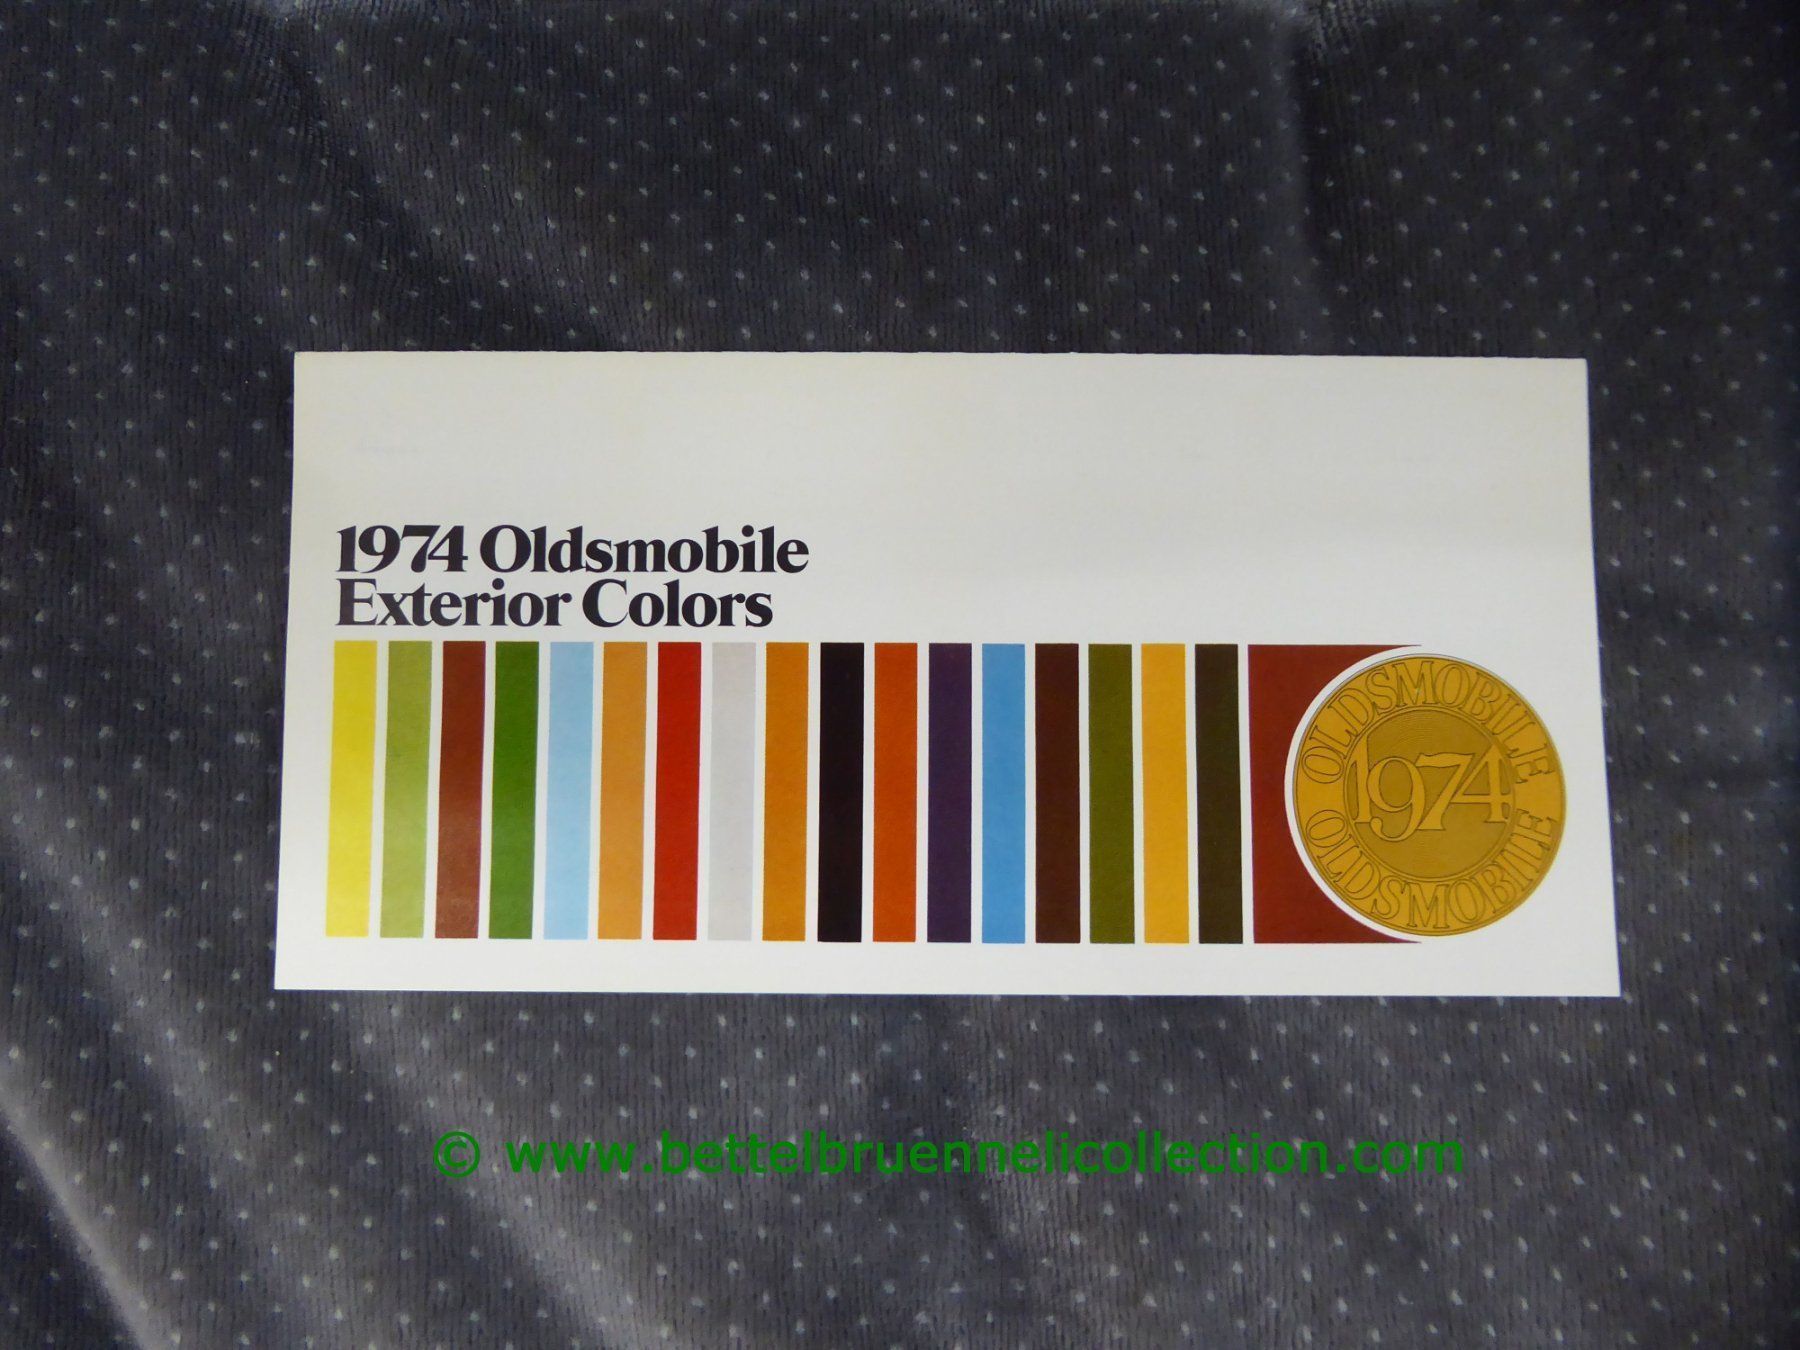 1974 Oldsmobile
Exterior Colors
OLDSMOBILE
1974
OLDSMOBILE
© www.bettelbruennelicollection.com